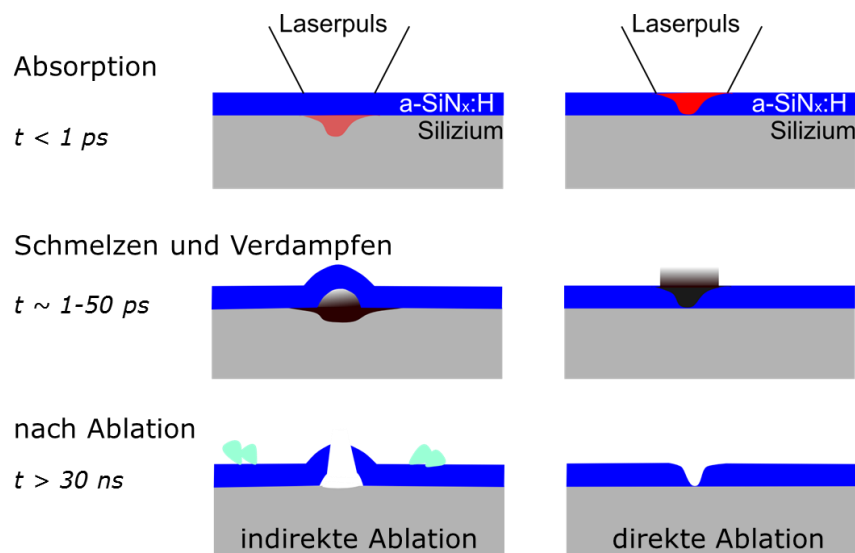 Laserpuls
Laserpuls
Absorption
a-SiNx:H
a-SiNx:H
t < 1 ps
Silizium
Silizium
Schmelzen und Verdampfen
t ~ 1-50 ps
nach Ablation
t > 30 ns
indirekte Ablation
direkte Ablation